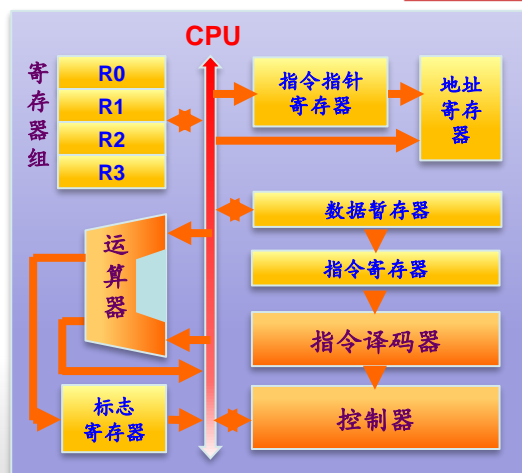 CPU
寄存器组
R0
R1
R2
R3
指令指针
寄存器
地址
寄存
器
数据暂存器
运算器
指令寄存器
指令译码器
标志
寄存器
控制器